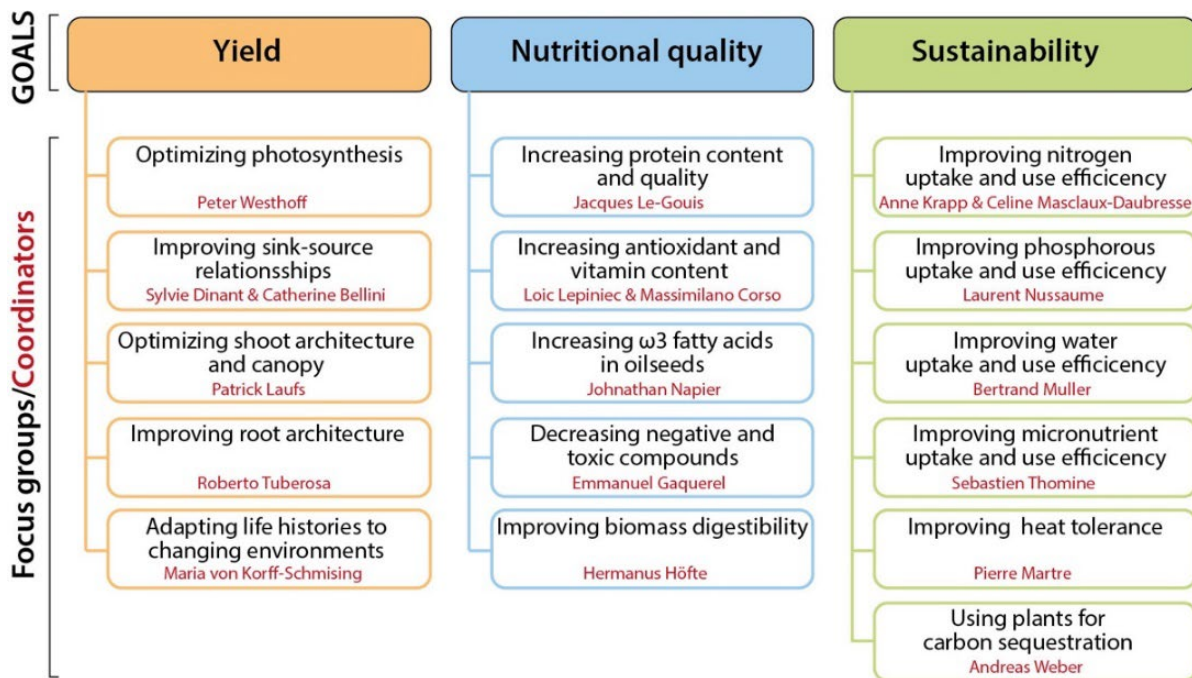 GOALS
Yield
Nutritional quality
Sustainability
Focus groups/Coordinators
Optimizing photosynthesis
Peter Westhoff
Improving sink-source
relationsships
Sylvie Dinant & Catherine Bellini
Optimizing shoot architecture
and canopy
Patrick Laufs
Improving root architecture
Roberto Tuberosa
Adapting life histories to
changing environments
Maria von Korff-Schmising
Increasing protein content
and quality
Jacques Le-Gouis
Increasing antioxidant and
vitamin content
Loic Lepiniec & Massimilano Corso
Increasing ω3 fatty acids
in oilseeds
Johnathan Napier
Decreasing negative and
toxic compounds
Emmanuel Gaquerel
Improving biomass digestibility
Hermanus Höfte
Improving nitrogen
uptake and use efficicency
Anne Krapp & Celine Masclaux-Daubresse
Improving phosphorous
uptake and use efficicency
Laurent Nussaume
Improving water
uptake and use efficicency
Bertrand Muller
Improving micronutrient
uptake and use efficicency
Sebastien Thomine
Improving heat tolerance
Pierre Martre
Using plants for
carbon sequestration
Andreas Weber